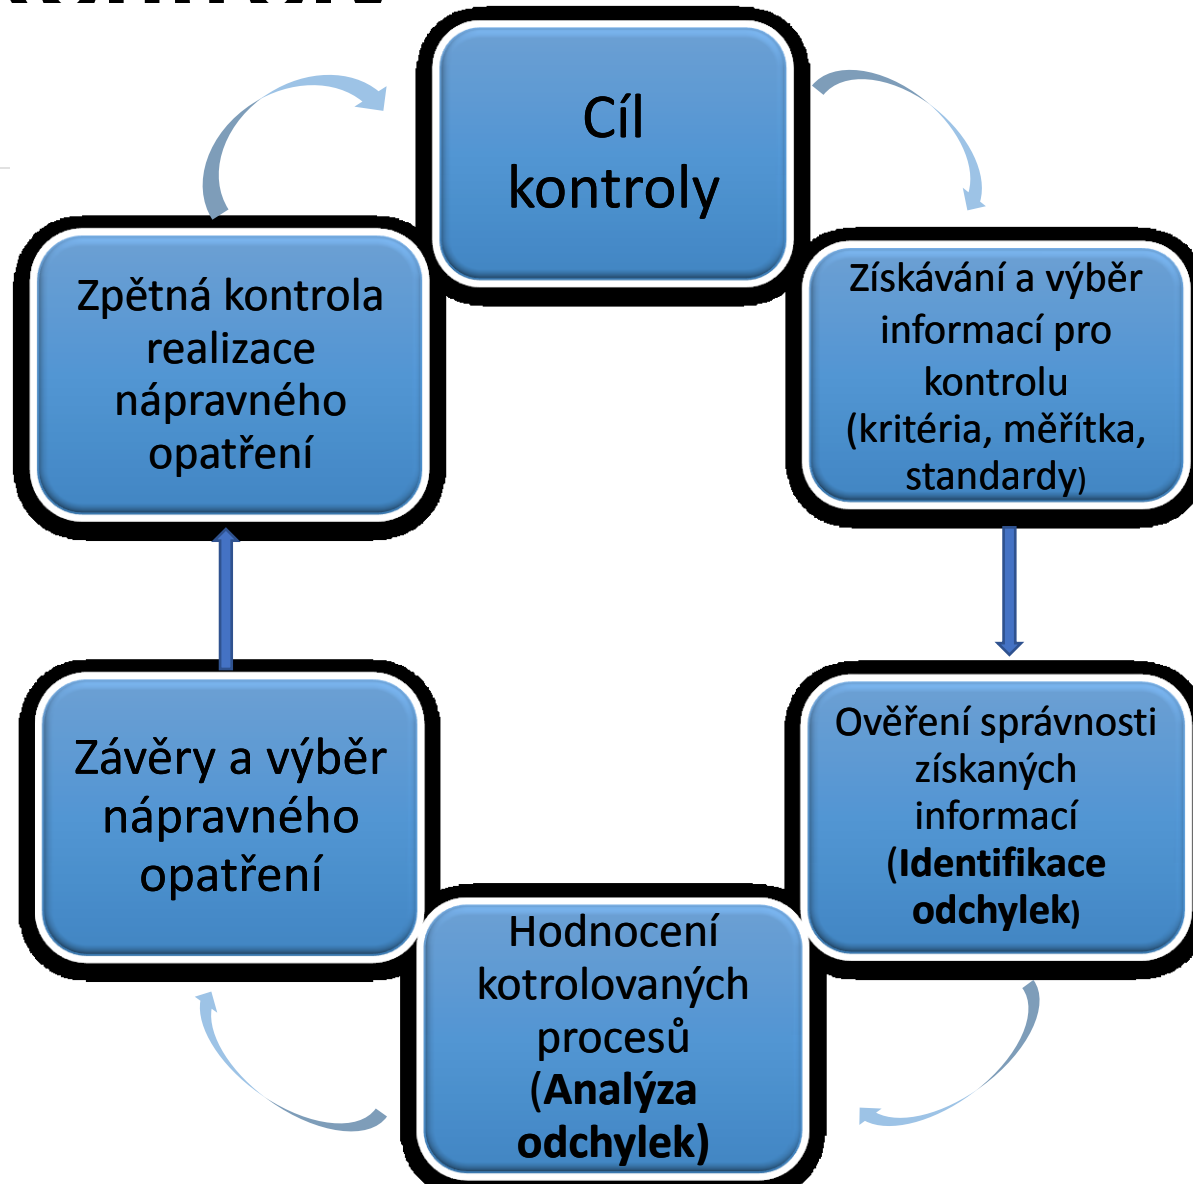 Cíl
kontroly
Získávání a výběr
informací pro
kontrolu
(kritéria, měřítka,
standardy)
Ověření správnosti
získaných
informací
(Identifikace
odchylek)
Hodnocení
kotrolovaných
procesů
(Analýza
odchylek)
Závěry a výběr
nápravného
opatření
Zpětná kontrola
realizace
nápravného
opatření